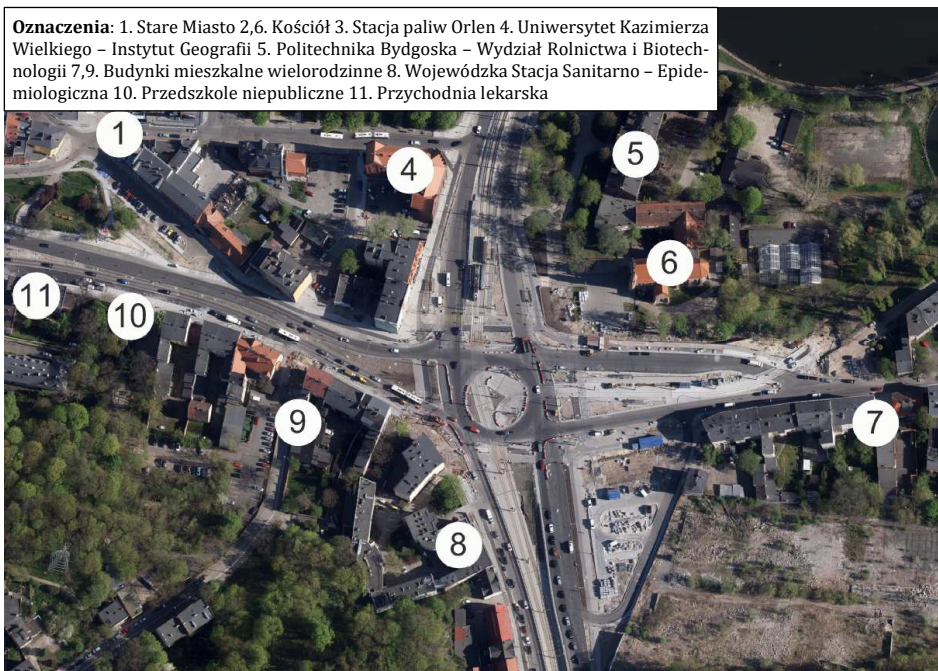 Oznaczenia: 1. Stare Miasto 2,6. Kościół 3. Stacja paliw Orlen 4. Uniwersytet Kazimierza
Wielkiego – Instytut Geografii 5. Politechnika Bydgoska – Wydział Rolnictwa i Biotech-
nologii 7,9. Budynki mieszkalne wielorodzinne 8. Wojewódzka Stacja Sanitarno – Epide-
miologiczna 10. Przedszkole niepubliczne 11. Przychodnia lekarska
1
4
5
6
11
10
9
7
8